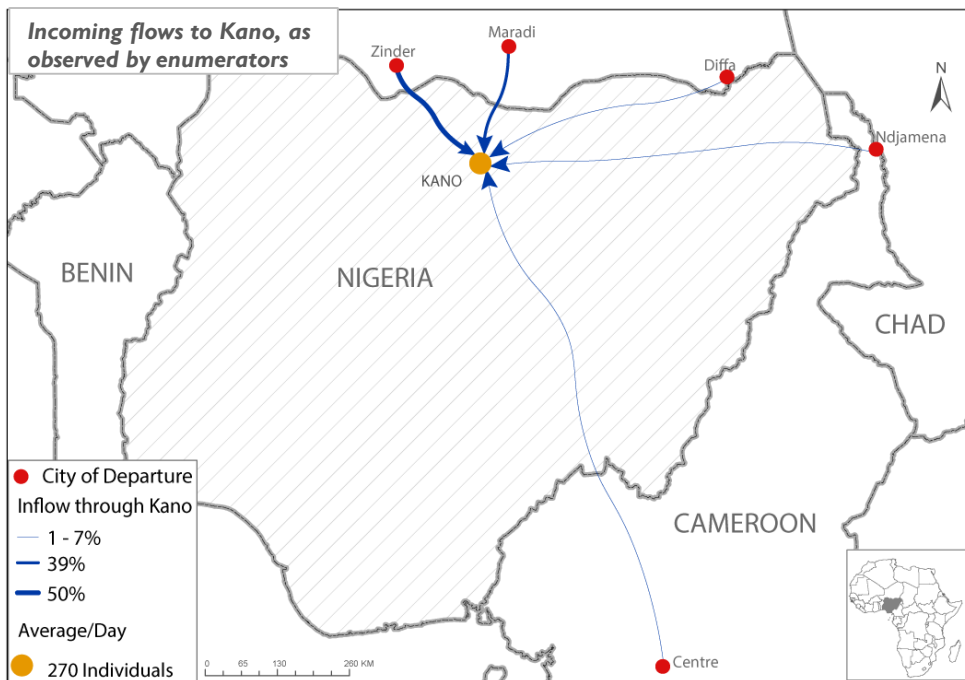 Incoming flows to Kano, as
observed by enumerators
Maradi
Zinder
Diffa
N
Ndjamena
KANO
BENIN
NIGERIA
CHAD
CAMEROON
Centre
City of Departure
Inflow through Kano
1 - 7%
39%
50%
Average/Day
270 Individuals
0 65 130 260 KM